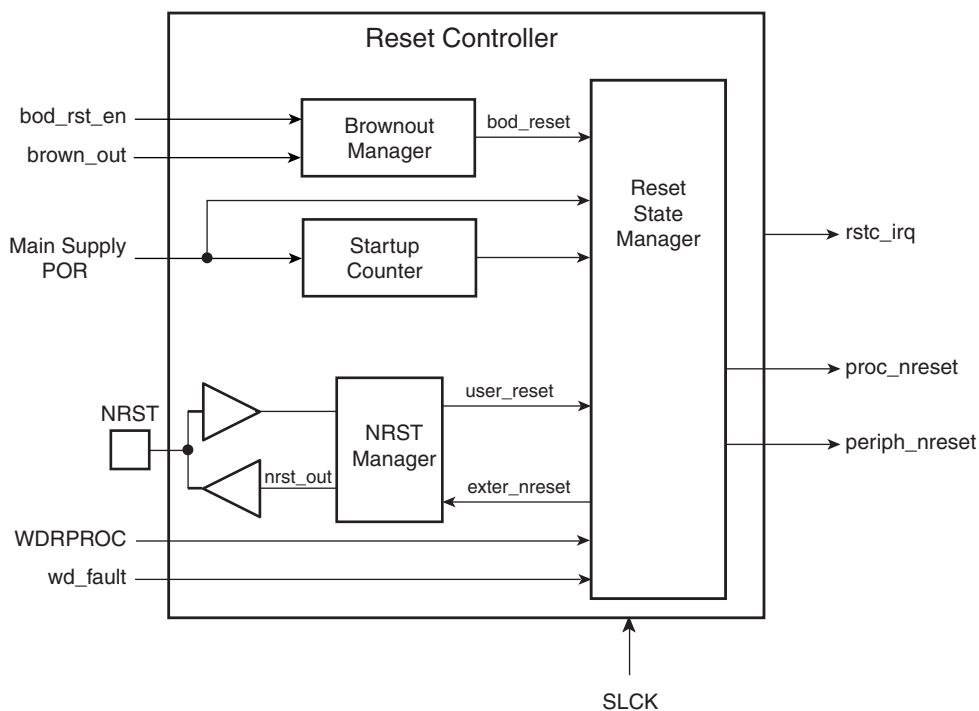 Reset Controller
bod_rst_en
brown_out
Brownout
Manager
bod_reset
Main Supply
POR
Startup
Counter
Reset
State
Manager
rstc_irq
proc_nreset
periph_nreset
NRST
NRST
Manager
user_reset
nrst_out
exter_nreset
WDRPROC
wd_fault
SLCK